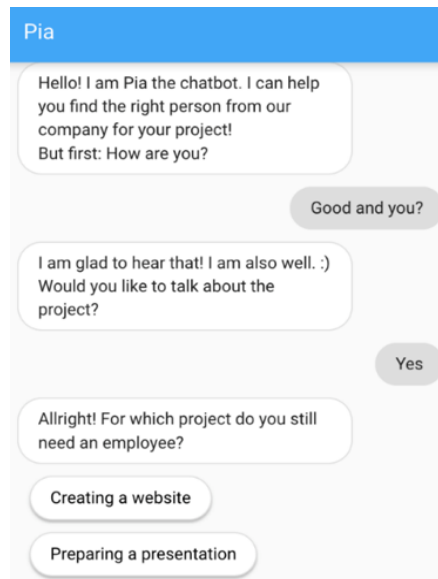 Pia
Hello! I am Pia the chatbot. I can help
you find the right person from our
company for your project!
But first: How are you?
Good and you?
I am glad to hear that! I am also well. :)
Would you like to talk about the
project?
Yes
Allright! For which project do you still
need an employee?
Creating a website
Preparing a presentation